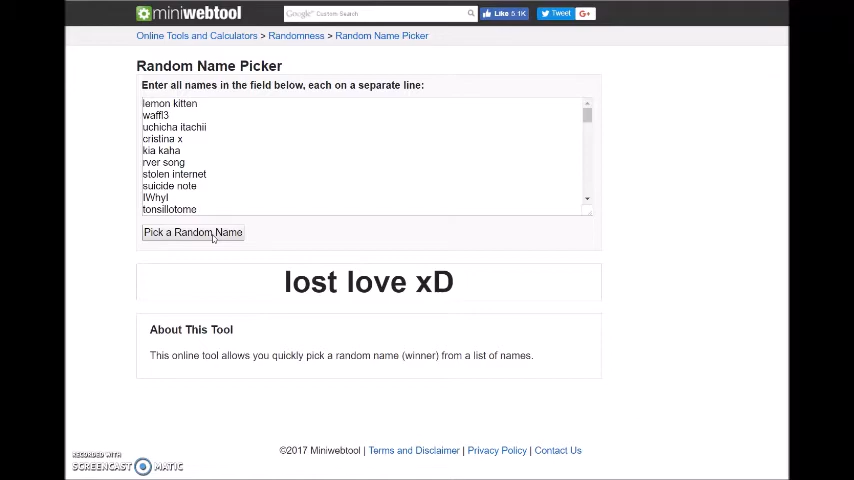 miniwebtool
Google Custom Search
Like 5.1K
Tweet
G+
Online Tools and Calculators > Randomness > Random Name Picker
Random Name Picker
Enter all names in the field below, each on a separate line:
lemon kitten
waffl3
uchicha itachii
cristina x
kia kaha
rver song
stolen internet
suicide note
IWhyI
tonsillotome
Pick a Random Name
lost love xD
About This Tool
This online tool allows you quickly pick a random name (winner) from a list of names.
©2017 Miniwebtool | Terms and Disclaimer | Privacy Policy | Contact Us
RECORDED WITH
SCREENCAST MATIC